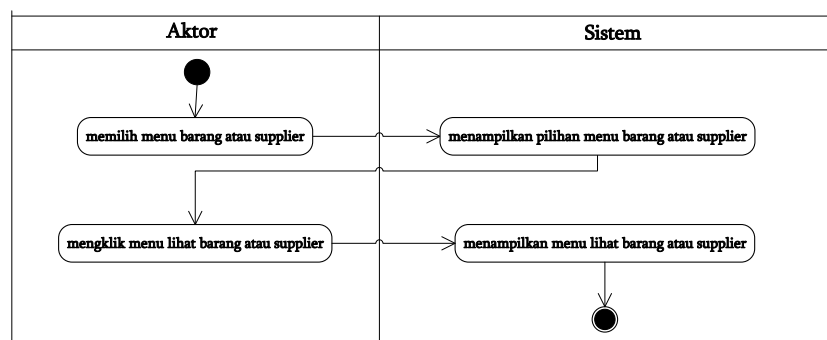 Aktor
Sistem
memilih menu barang atau supplier
menampilkan pilihan menu barang atau supplier
mengklik menu lihat barang atau supplier
menampilkan menu lihat barang atau supplier